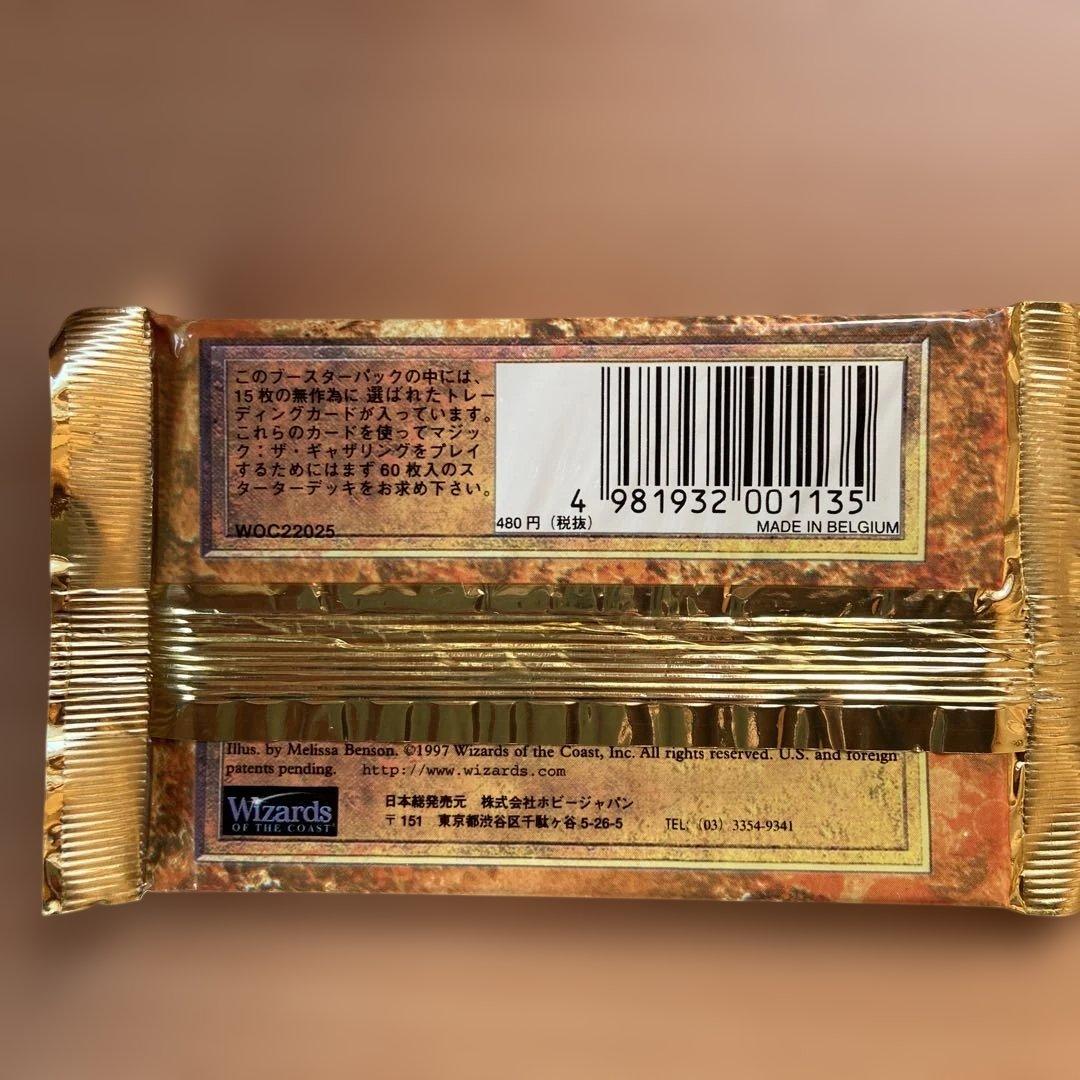 このブースターパックの中には、
15枚の無作為に 選ばれたトレー
ディングカードが入っています。
これらのカードを使ってマジッ
ク：ザ・ギャザリングをプレイ
するためにはまず60枚入のス
ターターデッキをお求め下さい。
WOC22025
4 981932 001135
480円（税抜）
MADE IN BELGIUM
Illus. by Melissa Benson. ©1997 Wizards of the Coast, Inc. All rights reserved. U.S. and foreign
patents pending. http://www.wizards.com
Wizards
OF THE COAST
日本総発売元 株式会社ホビージャパン
〒151 東京都渋谷区千駄ヶ谷5-26-5 TEL: (03) 3354-9341